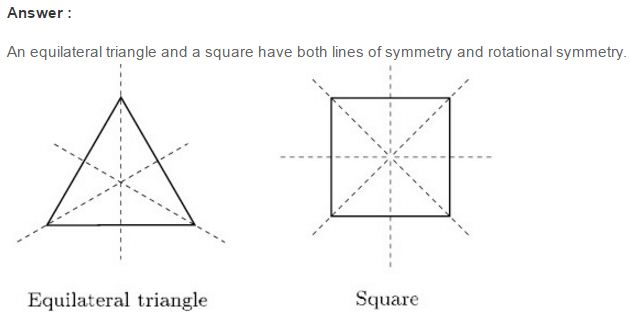 Answer :
An equilateral triangle and a square have both lines of symmetry and rotational symmetry.
Equilateral triangle
Square